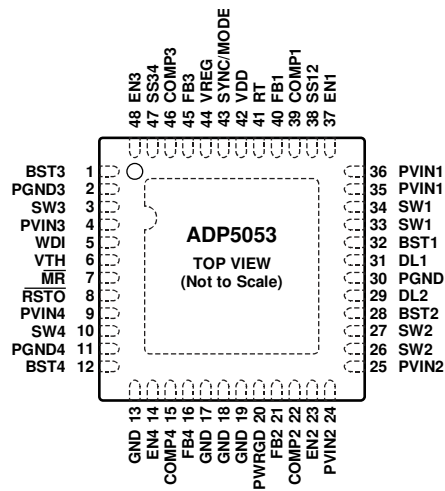 48 EN3
47 SS34
46 COMP3
45 FB3
44 VREG
43 SYNC/MODE
42 VDD
41 RT
40 FB1
39 COMP1
38 SS12
37 EN1
BST3 1
PGND3 2
SW3 3
PVIN3 4
WDI 5
VTH 6
MR 7
RSTO 8
PVIN4 9
SW4 10
PGND4 11
BST4 12
ADP5053
TOP VIEW
(Not to Scale)
36 PVIN1
35 PVIN1
34 SW1
33 SW1
32 BST1
31 DL1
30 PGND
29 DL2
28 BST2
27 SW2
26 SW2
25 PVIN2
GND 13
EN4 14
COMP4 15
FB4 16
GND 17
GND 18
GND 19
PWRGD 20
FB2 21
COMP2 22
EN2 23
PVIN2 24